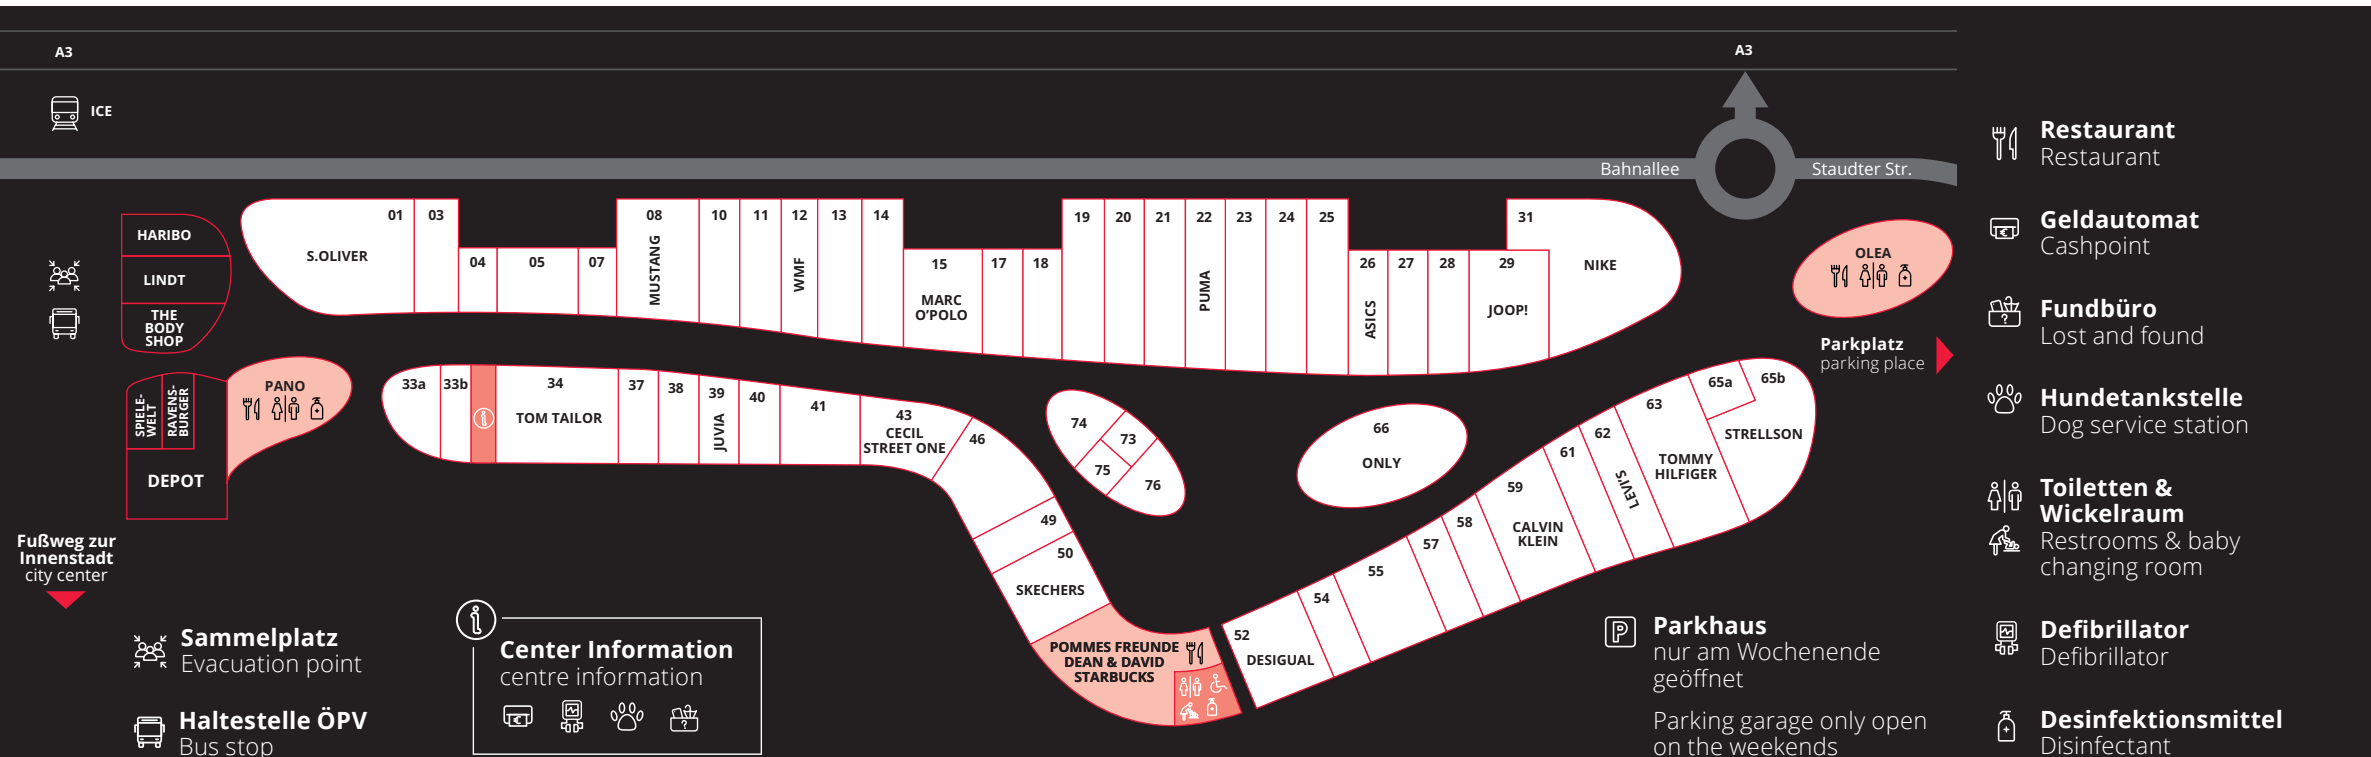 A3
A3
ICE
Bahnallee
Staudter Str.
HARIBO
LINDT
THE
BODY
SHOP
SPIELE-
WELT
RAVENS-
BURGER
DEPOT
PANO
01
S.OLIVER
03
04
05
07
08
MUSTANG
10
11
12
WMF
13
14
15
MARC
O'POLO
17
18
19
20
21
22
PUMA
23
24
25
26
ASICS
27
28
29
JOOP!
31
NIKE
OLEA
Parkplatz
parking place
33a
33b
34
TOM TAILOR
37
38
39
JUVIA
40
41
43
CECIL
STREET ONE
46
49
50
SKECHERS
POMMES FREUNDE
DEAN & DAVID
STARBUCKS
74
73
75
76
66
ONLY
52
DESIGUAL
54
55
57
58
59
CALVIN
KLEIN
61
62
LEVI'S
63
TOMMY
HILFIGER
65a
65b
STRELLSON
Fußweg zur
Innenstadt
city center
Sammelplatz
Evacuation point
Haltestelle ÖPV
Bus stop
Center Information
centre information
P
Parkhaus
nur am Wochenende
geöffnet
Parking garage only open
on the weekends
Restaurant
Restaurant
Geldautomat
Cashpoint
Fundbüro
Lost and found
Hundetankstelle
Dog service station
Toiletten &
Wickelraum
Restrooms & baby
changing room
Defibrillator
Defibrillator
Desinfektionsmittel
Disinfectant